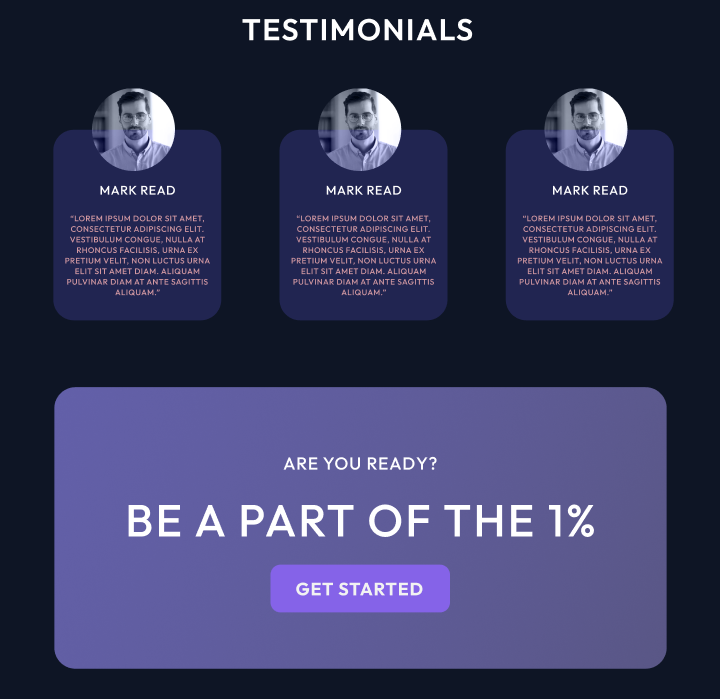 TESTIMONIALS
MARK READ
"LOREM IPSUM DOLOR SIT AMET,
CONSECTETUR ADIPISCING ELIT.
VESTIBULUM CONGUE, NULLA AT
RHONCUS FACILISIS, URNA EX
PRETIUM VELIT, NON LUCTUS URNA
ELIT SIT AMET DIAM. ALIQUAM
PULVINAR DIAM AT ANTE SAGITTIS
ALIQUAM."
MARK READ
"LOREM IPSUM DOLOR SIT AMET,
CONSECTETUR ADIPISCING ELIT.
VESTIBULUM CONGUE, NULLA AT
RHONCUS FACILISIS, URNA EX
PRETIUM VELIT, NON LUCTUS URNA
ELIT SIT AMET DIAM. ALIQUAM
PULVINAR DIAM AT ANTE SAGITTIS
ALIQUAM."
MARK READ
"LOREM IPSUM DOLOR SIT AMET,
CONSECTETUR ADIPISCING ELIT.
VESTIBULUM CONGUE, NULLA AT
RHONCUS FACILISIS, URNA EX
PRETIUM VELIT, NON LUCTUS URNA
ELIT SIT AMET DIAM. ALIQUAM
PULVINAR DIAM AT ANTE SAGITTIS
ALIQUAM."
ARE YOU READY?
BE A PART OF THE 1%
GET STARTED